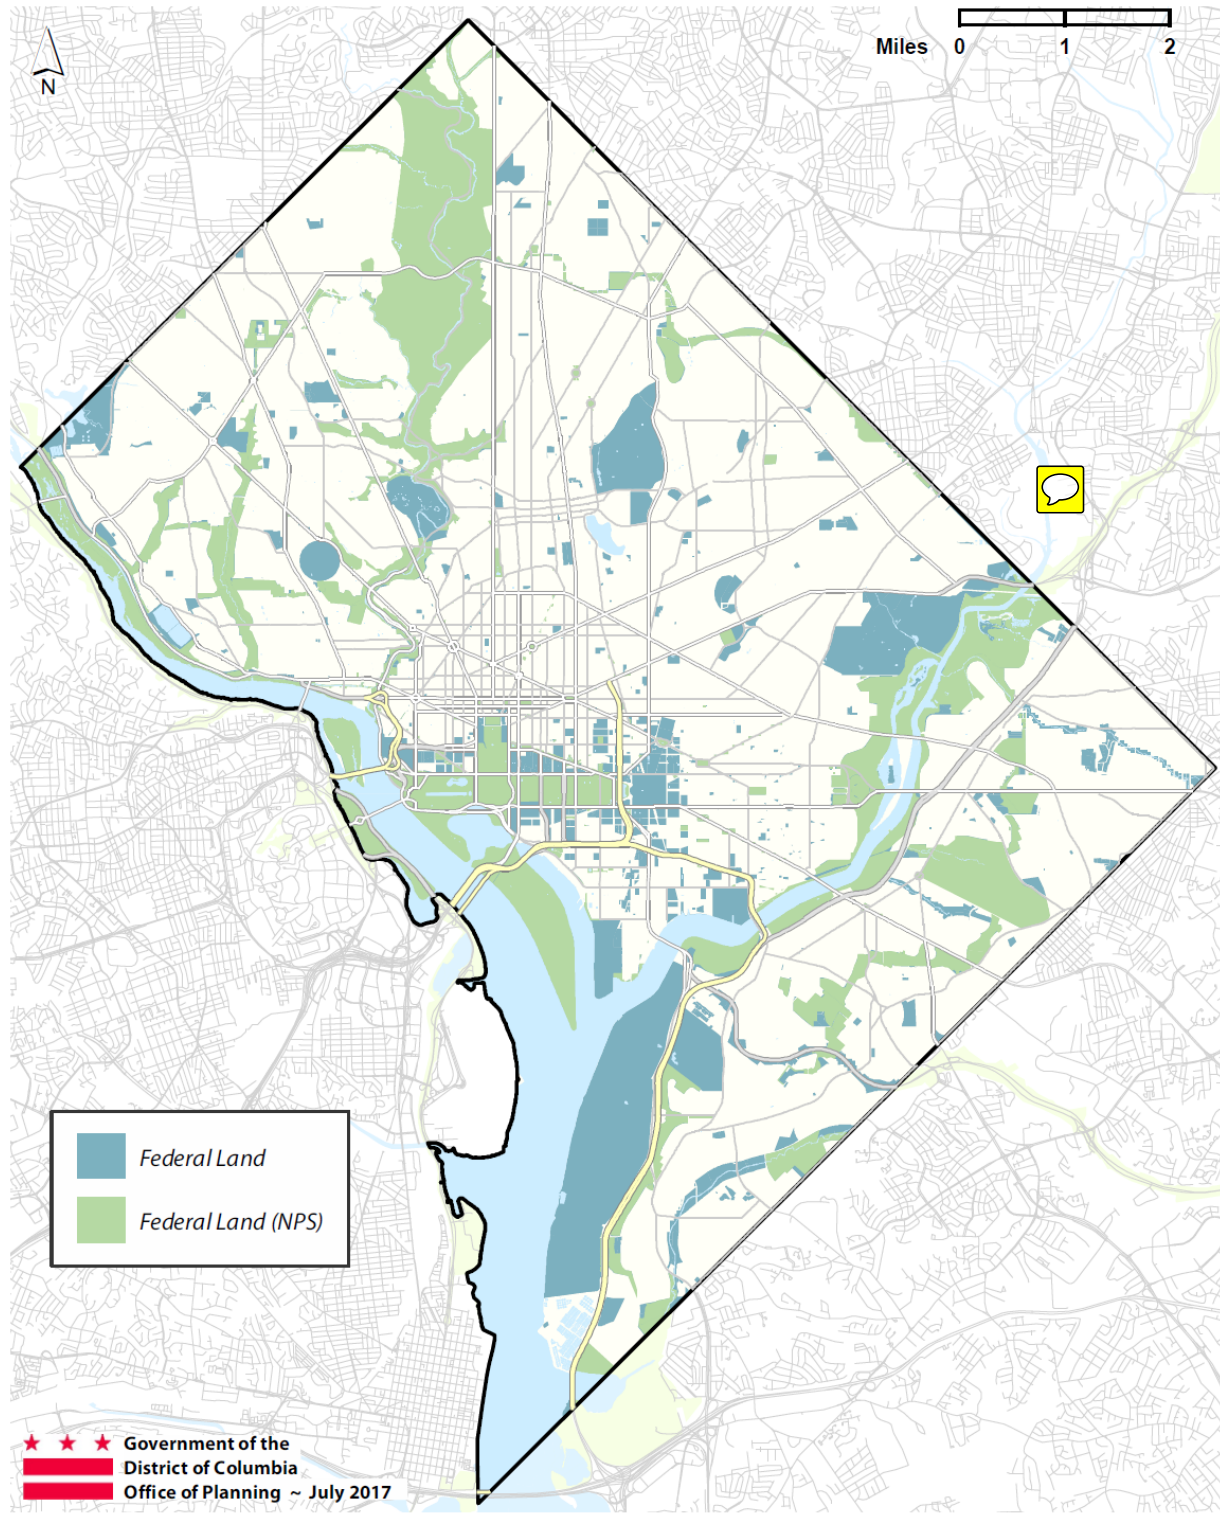 Miles 0 1 2
N
Federal Land
Federal Land (NPS)
Government of the
District of Columbia
Office of Planning ~ July 2017